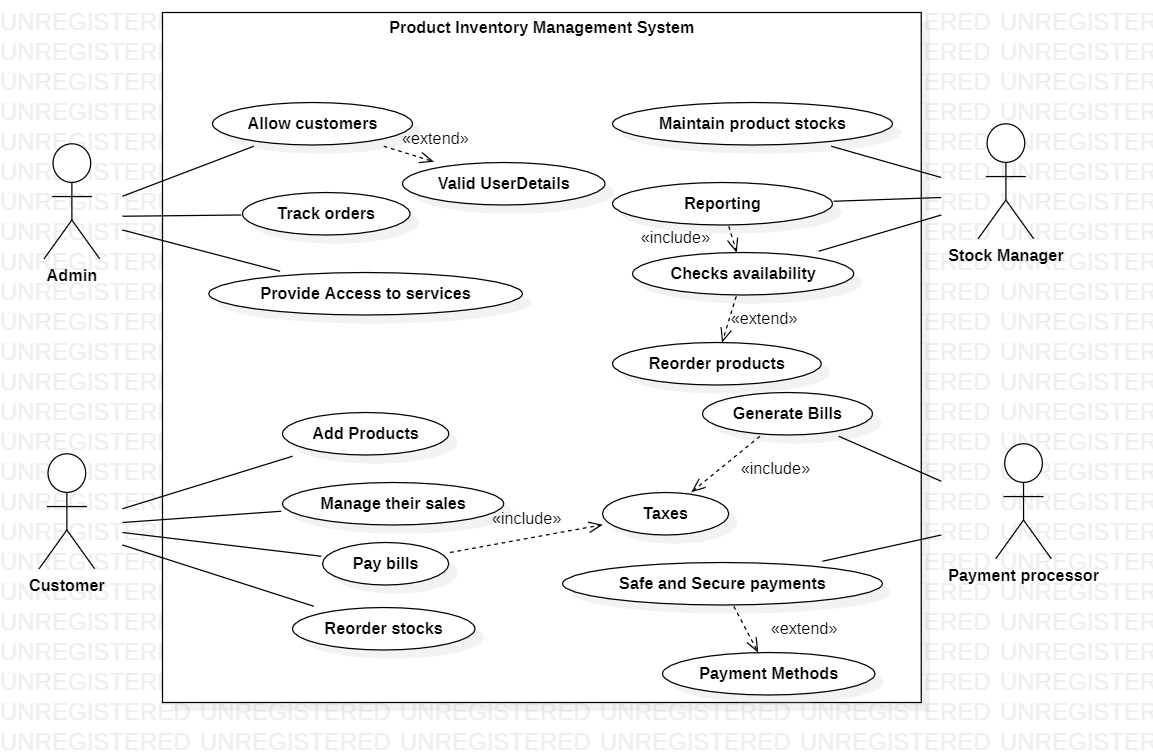 Product Inventory Management System
Allow customers
«extend»
Valid UserDetails
Track orders
Provide Access to services
Admin
Maintain product stocks
Reporting
«include»
Checks availability
«extend»
Reorder products
Stock Manager
Generate Bills
«include»
Taxes
Add Products
Manage their sales
«include»
Pay bills
Reorder stocks
Customer
Safe and Secure payments
«extend»
Payment Methods
Payment processor
UNREGISTERED UNREGISTERED UNREGISTERED UNREGISTERED UNREGISTERED UNREGISTER